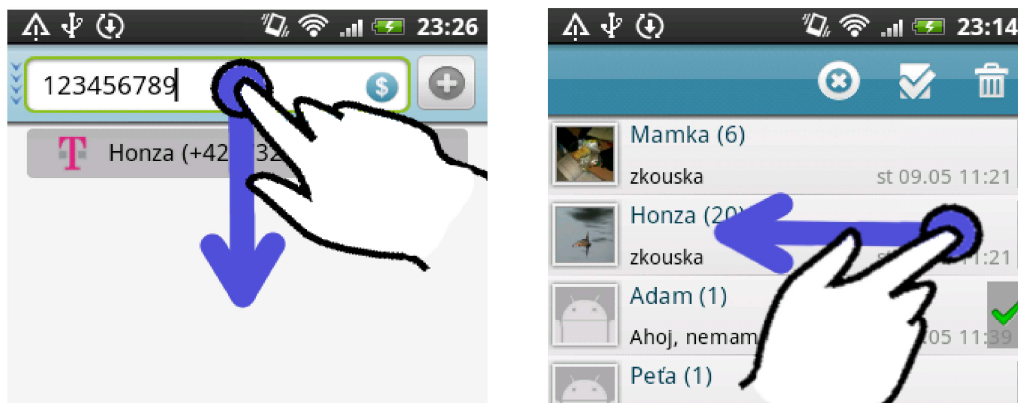 23:26
123456789
$
T Honza (+42 32
23:14
Mamka (6)
zkouska st 09.05 11:21
Honza (20)
zkouska 11:21
Adam (1)
Ahoj, nemam 05 11:39
Peťa (1)